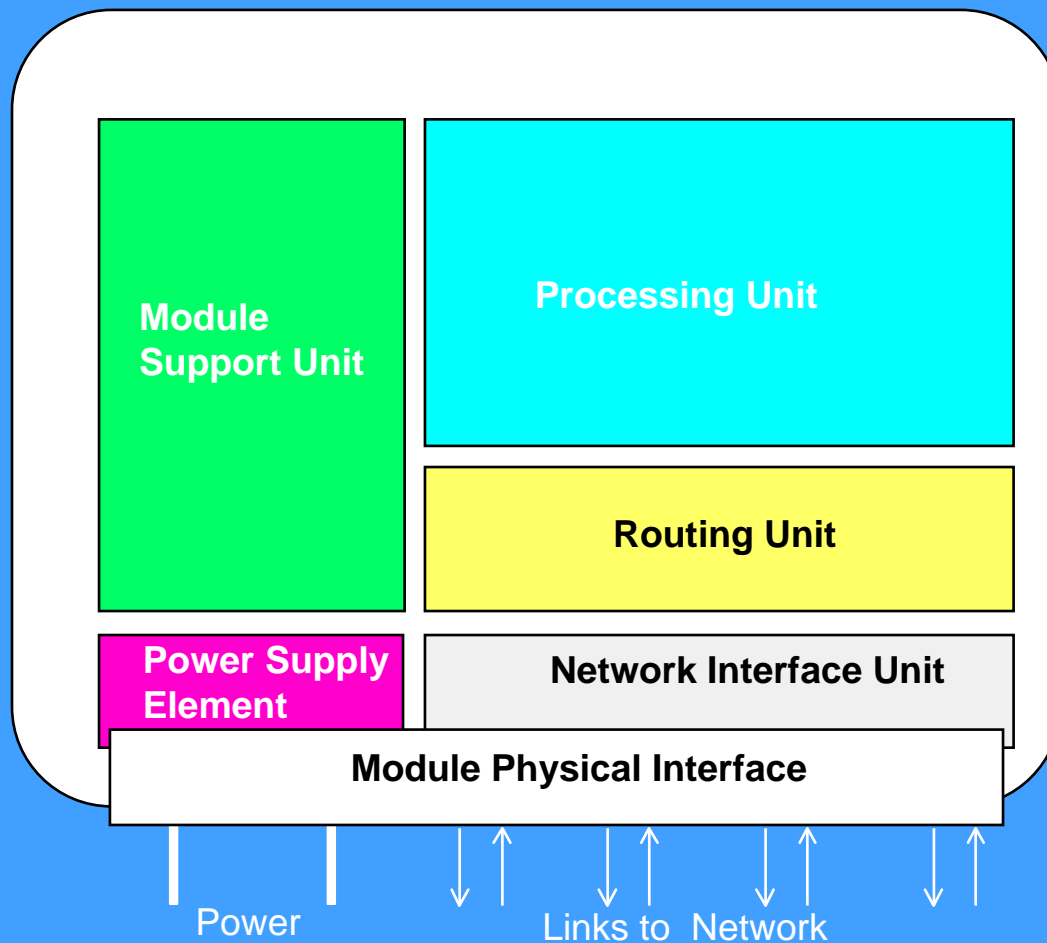 Module
Support Unit
Processing Unit
Routing Unit
Power Supply
Element
Network Interface Unit
Module Physical Interface
Power
Links to  Network